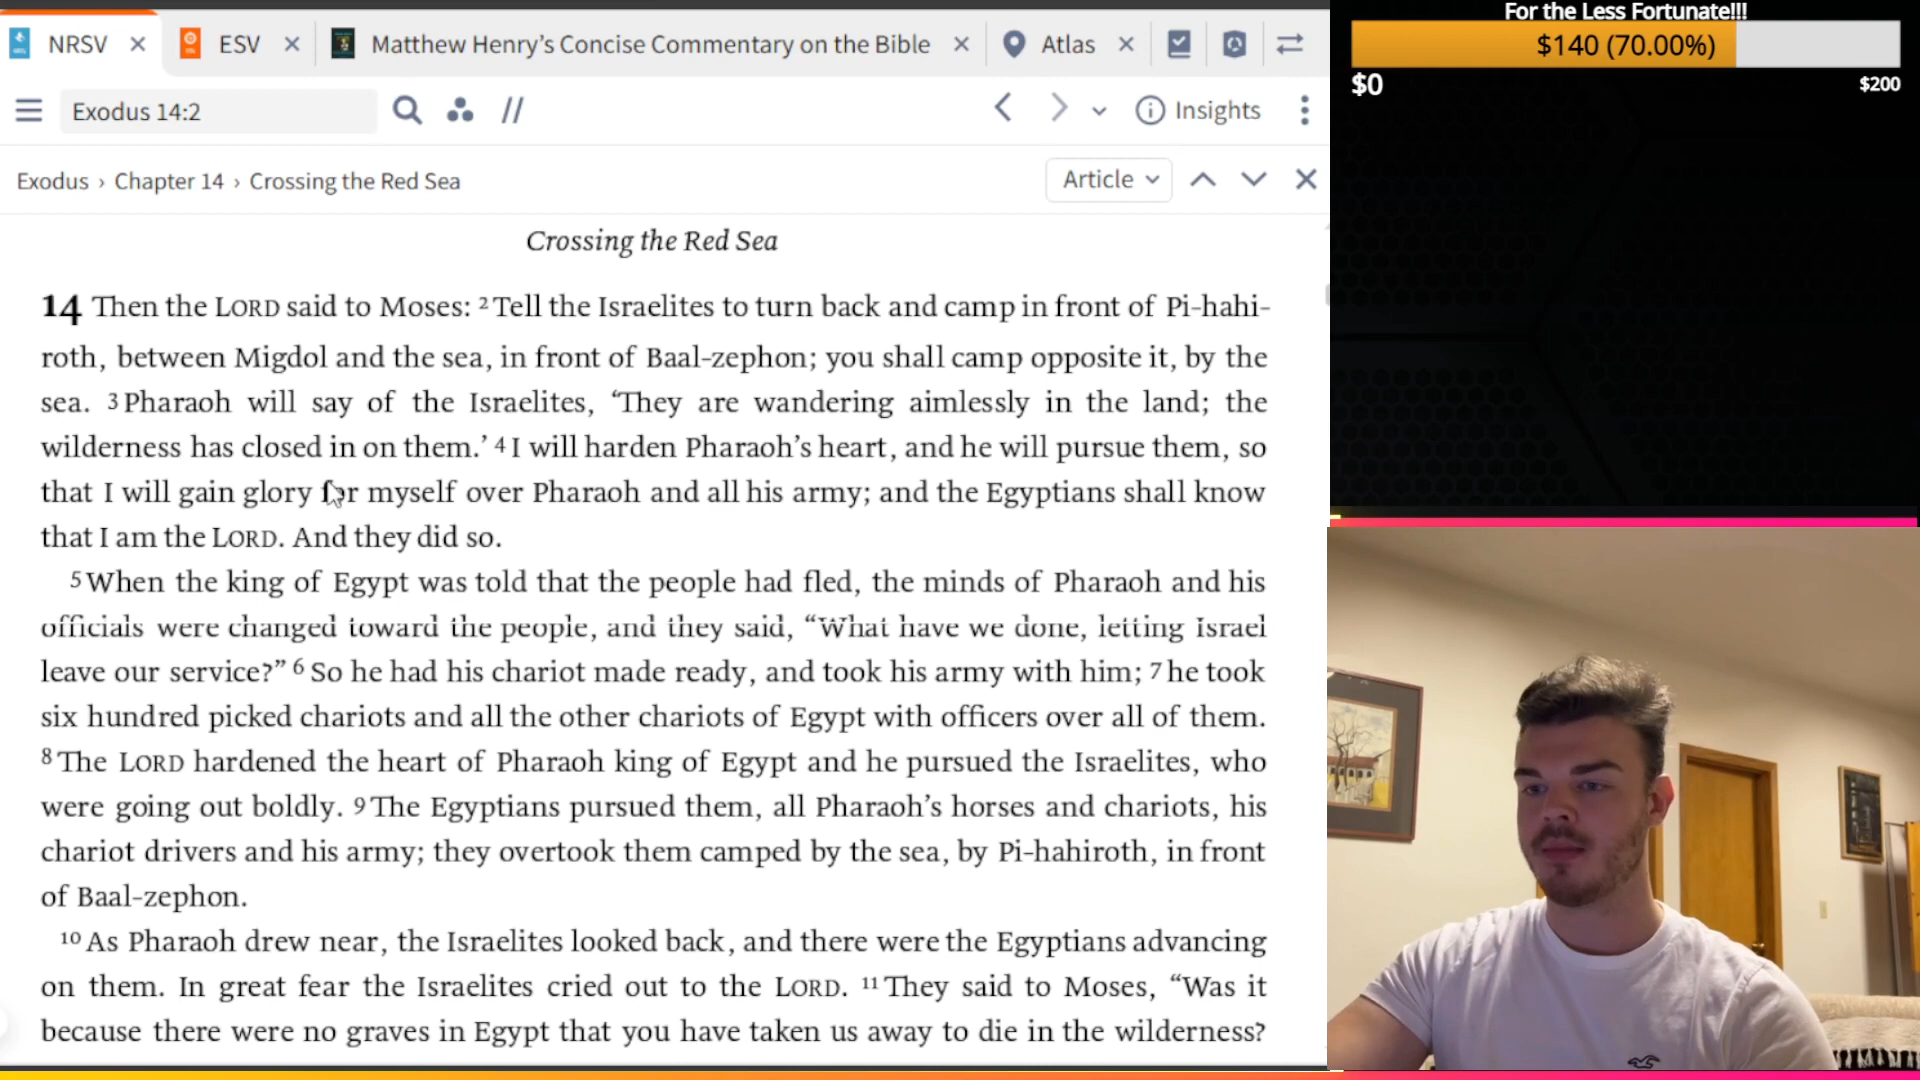 NRSV
ESV
Matthew Henry's Concise Commentary on the Bible
Atlas
Exodus 14:2
//
Insights
Exodus › Chapter 14 › Crossing the Red Sea
Article
Crossing the Red Sea
14 Then the LORD said to Moses: 2 Tell the Israelites to turn back and camp in front of Pi-hahi-
roth, between Migdol and the sea, in front of Baal-zephon; you shall camp opposite it, by the
sea. 3 Pharaoh will say of the Israelites, ‘They are wandering aimlessly in the land; the
wilderness has closed in on them.’ 4 I will harden Pharaoh’s heart, and he will pursue them, so
that I will gain glory for myself over Pharaoh and all his army; and the Egyptians shall know
that I am the LORD. And they did so.
5 When the king of Egypt was told that the people had fled, the minds of Pharaoh and his
officials were changed toward the people, and they said, “What have we done, letting Israel
leave our service?” 6 So he had his chariot made ready, and took his army with him; 7 he took
six hundred picked chariots and all the other chariots of Egypt with officers over all of them.
8 The LORD hardened the heart of Pharaoh king of Egypt and he pursued the Israelites, who
were going out boldly. 9 The Egyptians pursued them, all Pharaoh’s horses and chariots, his
chariot drivers and his army; they overtook them camped by the sea, by Pi-hahiroth, in front
of Baal-zephon.
10 As Pharaoh drew near, the Israelites looked back, and there were the Egyptians advancing
on them. In great fear the Israelites cried out to the LORD. 11 They said to Moses, “Was it
because there were no graves in Egypt that you have taken us away to die in the wilderness?
For the Less Fortunate!!!
$140 (70.00%)
$0
$200